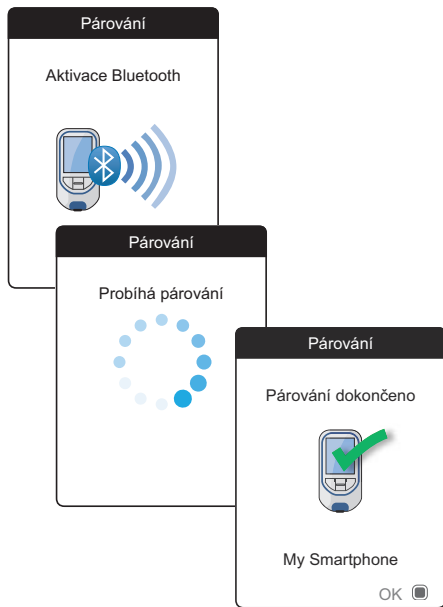 Párování
Aktivace Bluetooth
Párování
Probíhá párování
Párování
Párování dokončeno
My Smartphone
OK